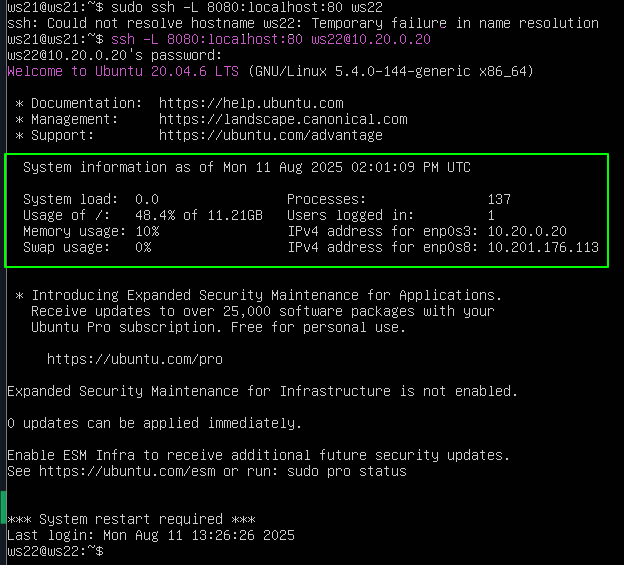 ws21@ws21:~$ sudo ssh -L 8080:localhost:80 ws22
ssh: Could not resolve hostname ws22: Temporary failure in name resolution
ws21@ws21:~$ ssh -L 8080:localhost:80 ws22@10.20.0.20
ws22@10.20.0.20's password:
Welcome to Ubuntu 20.04.6 LTS (GNU/Linux 5.4.0-144-generic x86_64)
* Documentation:  https://help.ubuntu.com
* Management:     https://landscape.canonical.com
* Support:        https://ubuntu.com/advantage
System information as of Mon 11 Aug 2025 02:01:09 PM UTC
System load:  0.0                Processes:               137
Usage of /:   48.4% of 11.21GB   Users logged in:         1
Memory usage: 10%                IPv4 address for enp0s3: 10.20.0.20
Swap usage:   0%                 IPv4 address for enp0s8: 10.201.176.113
* Introducing Expanded Security Maintenance for Applications.
Receive updates to over 25,000 software packages with your
Ubuntu Pro subscription. Free for personal use.
https://ubuntu.com/pro
Expanded Security Maintenance for Infrastructure is not enabled.
0 updates can be applied immediately.
Enable ESM Infra to receive additional future security updates.
See https://ubuntu.com/esm or run: sudo pro status
*** System restart required ***
Last login: Mon Aug 11 13:26:26 2025
ws22@ws22:~$